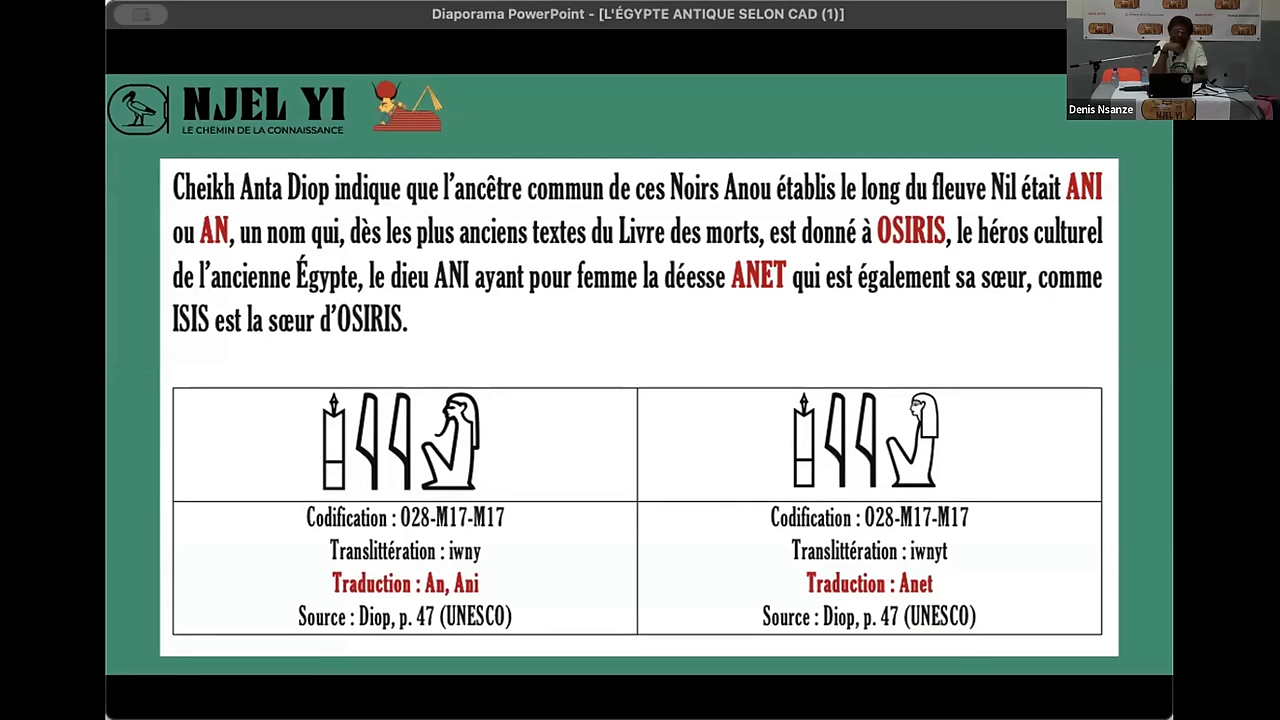 Diaporama PowerPoint - [L'ÉGYPTE ANTIQUE SELON CAD (1)]
Denis Nsanze
NJEL YI
NJEL YI
LE CHEMIN DE LA CONNAISSANCE
Cheikh Anta Diop indique que l'ancêtre commun de ces Noirs Anou établis le long du fleuve Nil était ANI
ou AN, un nom qui, dès les plus anciens textes du Livre des morts, est donné à OSIRIS, le héros culturel
de l'ancienne Égypte, le dieu ANI ayant pour femme la déesse ANET qui est également sa sœur, comme
ISIS est la sœur d'OSIRIS.
Codification : O28-M17-M17
Translittération : iwny
Traduction : An, Ani
Source : Diop, p. 47 (UNESCO)
Codification : O28-M17-M17
Translittération : iwnyt
Traduction : Anet
Source : Diop, p. 47 (UNESCO)